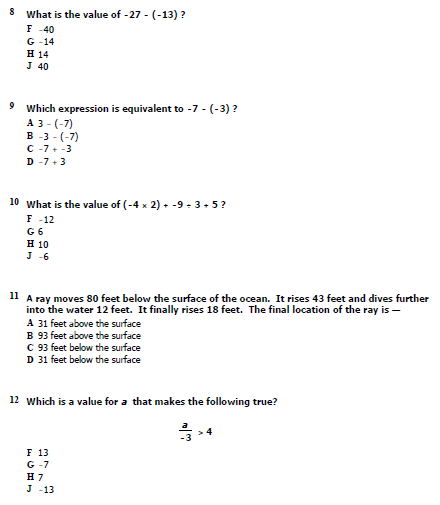 8 What is the value of -27 - (-13) ?
F -40
G -14
H 14
J 40
9 Which expression is equivalent to -7 - (-3) ?
A 3 - (-7)
B -3 - (-7)
C -7 + -3
D -7 + 3
10 What is the value of (-4 × 2) + -9 ÷ 3 + 5 ?
F -12
G 6
H 10
J -6
11 A ray moves 80 feet below the surface of the ocean. It rises 43 feet and dives further
into the water 12 feet. It finally rises 18 feet. The final location of the ray is —
A 31 feet above the surface
B 93 feet above the surface
C 93 feet below the surface
D 31 feet below the surface
12 Which is a value for a that makes the following true?
a
-3 > 4
F 13
G -7
H 7
J -13